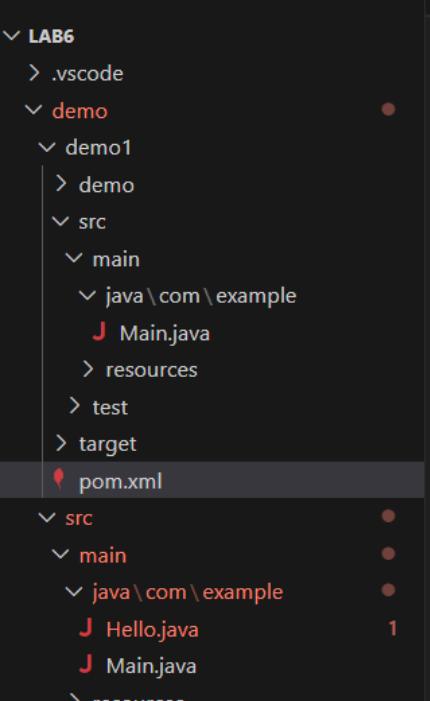 LAB6
.vscode
demo
demo1
demo
src
main
java\com\example
Main.java
resources
test
target
pom.xml
src
main
java\com\example
Hello.java 1
Main.java
resources